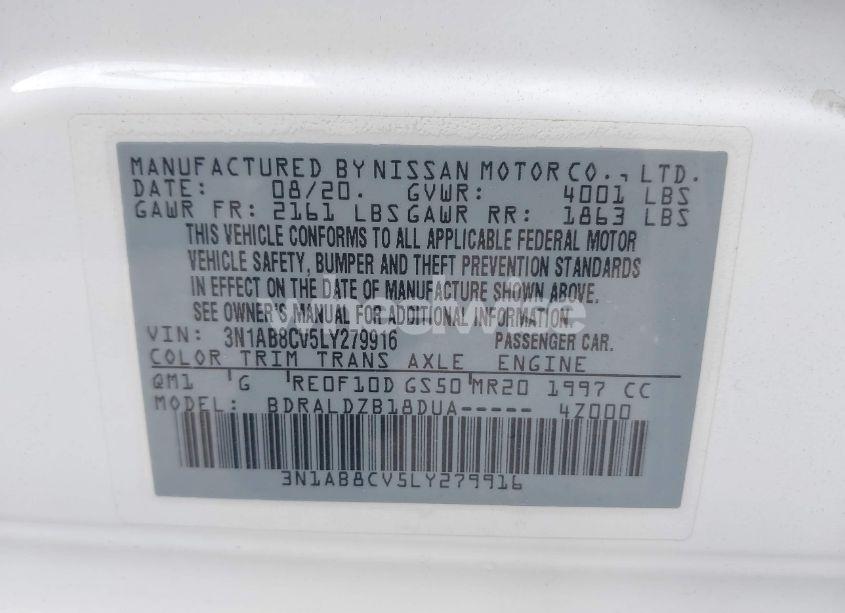 MANUFACTURED BY NISSAN MOTOR CO., LTD.
DATE: 08/20. GVWR: 4001 LBS
GAWR FR: 2161 LBS GAWR RR: 1863 LBS
THIS VEHICLE CONFORMS TO ALL APPLICABLE FEDERAL MOTOR
VEHICLE SAFETY, BUMPER AND THEFT PREVENTION STANDARDS
IN EFFECT ON THE DATE OF MANUFACTURE SHOWN ABOVE.
SEE OWNER'S MANUAL FOR ADDITIONAL INFORMATION.
VIN: 3N1AB8CV5LY279916 PASSENGER CAR.
COLOR TRIM TRANS AXLE ENGINE
QM1 G RE0F10D GS50 MR20 1997 CC
MODEL: BDRALDZB18DUA----- 4Z000
3N1AB8CV5LY279916